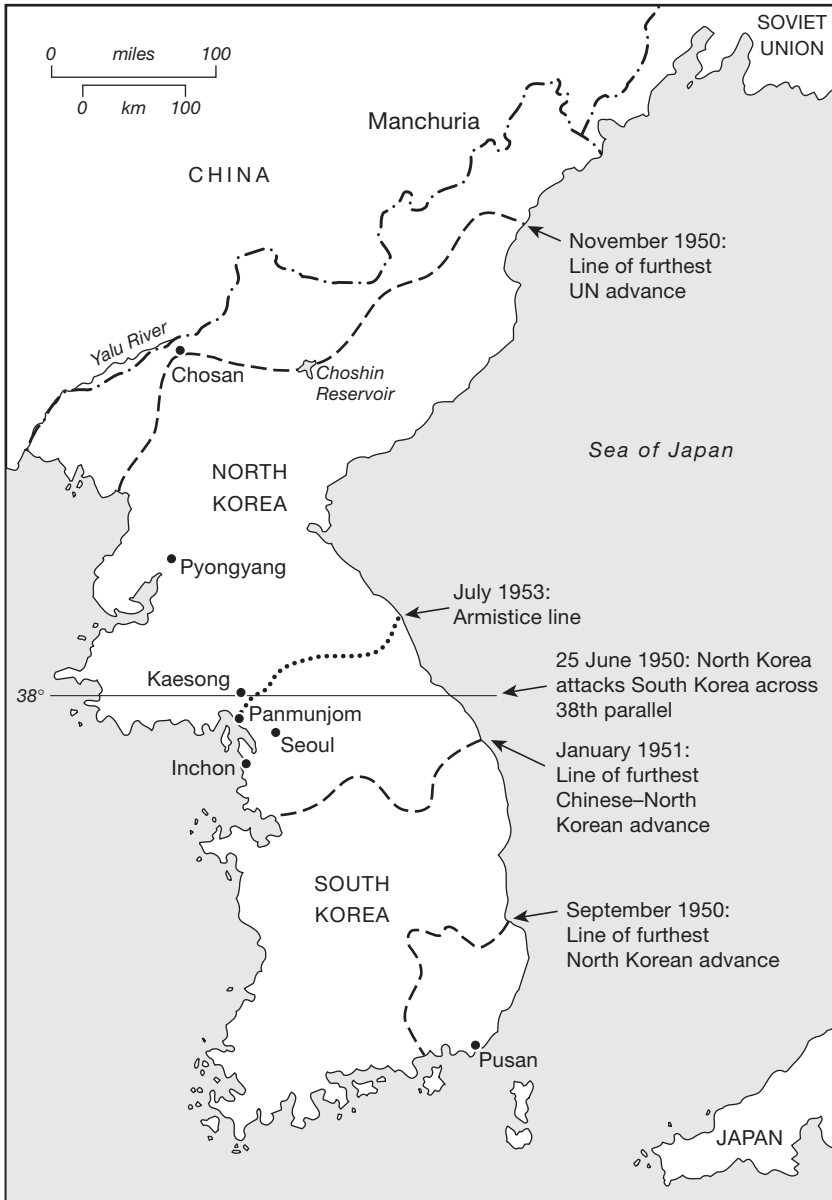 SOVIET
UNION
0 miles 100
0 km 100
Manchuria
CHINA
November 1950:
Line of furthest
UN advance
Yalu River
Chosan
Choshin
Reservoir
Sea of Japan
NORTH
KOREA
Pyongyang
July 1953:
Armistice line
25 June 1950: North Korea
attacks South Korea across
38th parallel
Kaesong
38°
Panmunjom
Seoul
Inchon
January 1951:
Line of furthest
Chinese–North
Korean advance
SOUTH
KOREA
September 1950:
Line of furthest
North Korean advance
Pusan
JAPAN